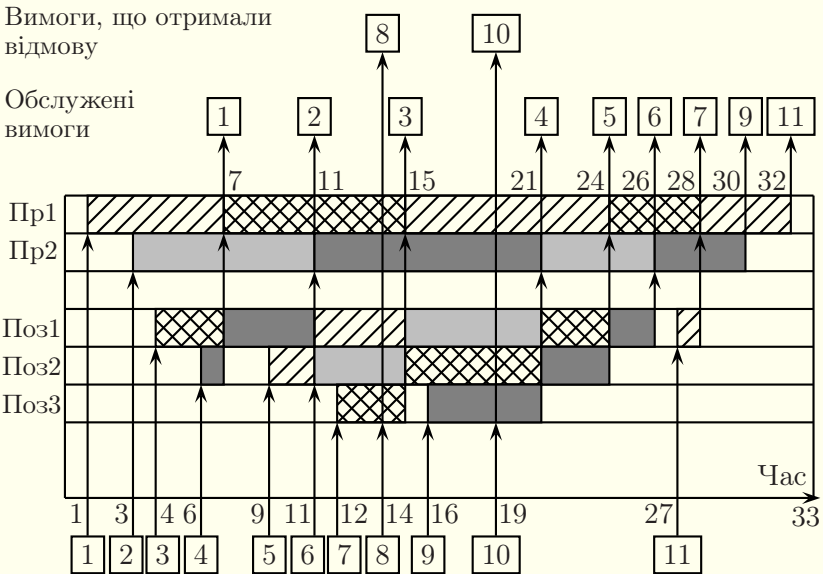 Вимоги, що отримали
відмову
8 10
Обслужені
вимоги
1 2 3 4 5 6 7 9 11
7 11 15 21 24 26 28 30 32
Пр1
Пр2
Поз1
Поз2
Поз3
Час
1 3 4 6 9 11 12 14 16 19 27 33
1 2 3 4 5 6 7 8 9 10 11